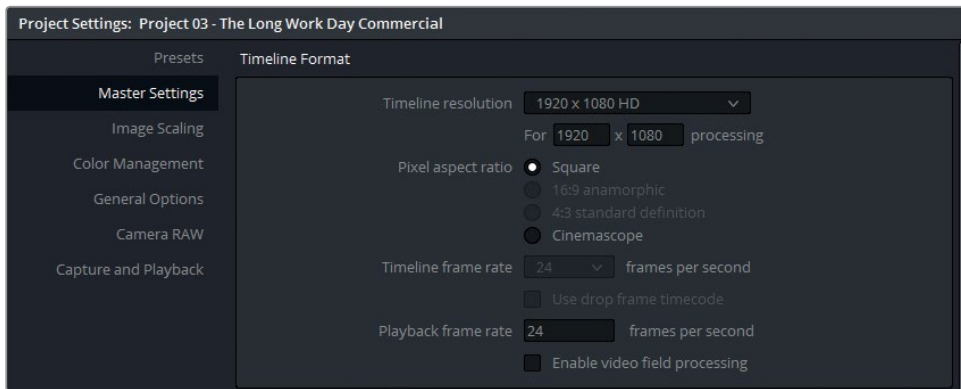 Project Settings: Project 03 - The Long Work Day Commercial
Presets
Master Settings
Image Scaling
Color Management
General Options
Camera RAW
Capture and Playback
Timeline Format
Timeline resolution 1920 x 1080 HD
For 1920 x 1080 processing
Pixel aspect ratio Square
16:9 anamorphic
4:3 standard definition
Cinemascope
Timeline frame rate 24 frames per second
Use drop frame timecode
Playback frame rate 24 frames per second
Enable video field processing